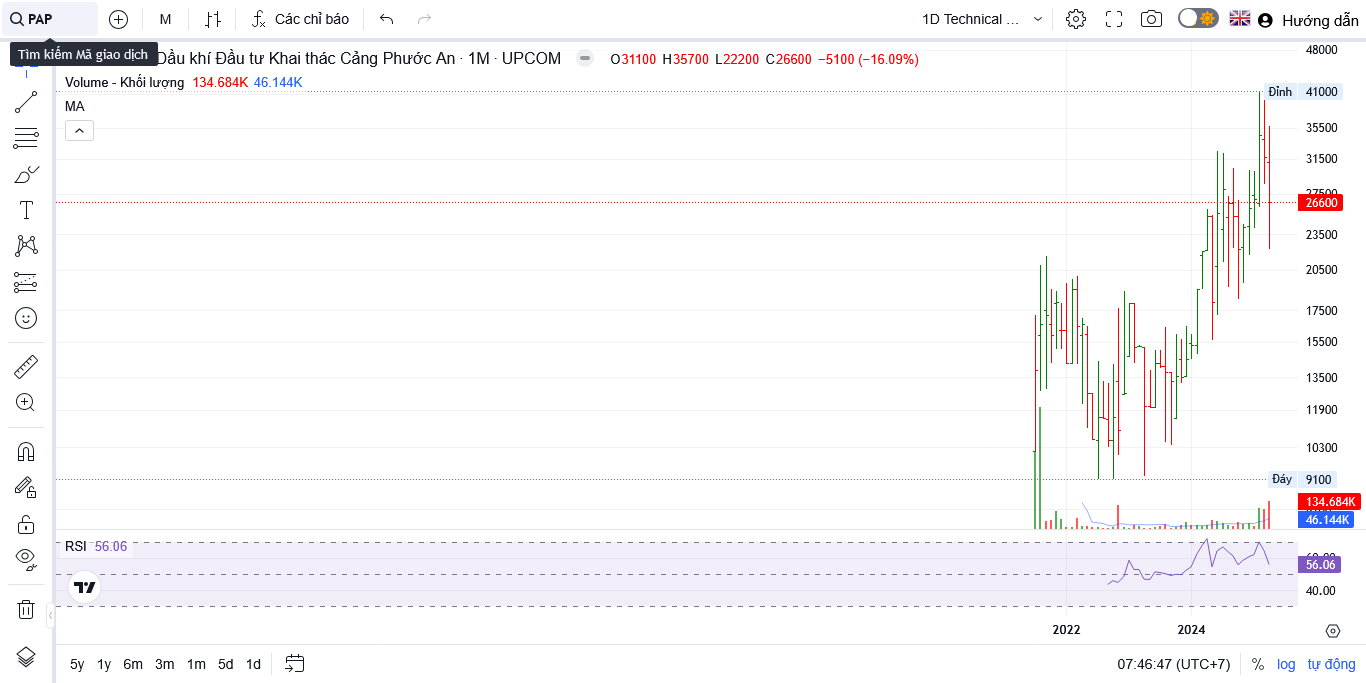 PAP
M
Các chỉ báo
1D Technical ...
Hướng dẫn
Tìm kiếm Mã giao dịch
Dầu khí Đầu tư Khai thác Cảng Phước An · 1M · UPCOM
O31100 H35700 L22200 C26600 −5100 (−16.09%)
Volume - Khối lượng 134.684K 46.144K
MA
48000
Đỉnh 41000
35500
31500
27500
26600
23500
20500
17500
15500
13500
11900
10300
Đáy 9100
134.684K
46.144K
RSI 56.06
60.00
56.06
40.00
2022
2024
5y 1y 6m 3m 1m 5d 1d
07:46:47 (UTC+7)
%
log
tự động